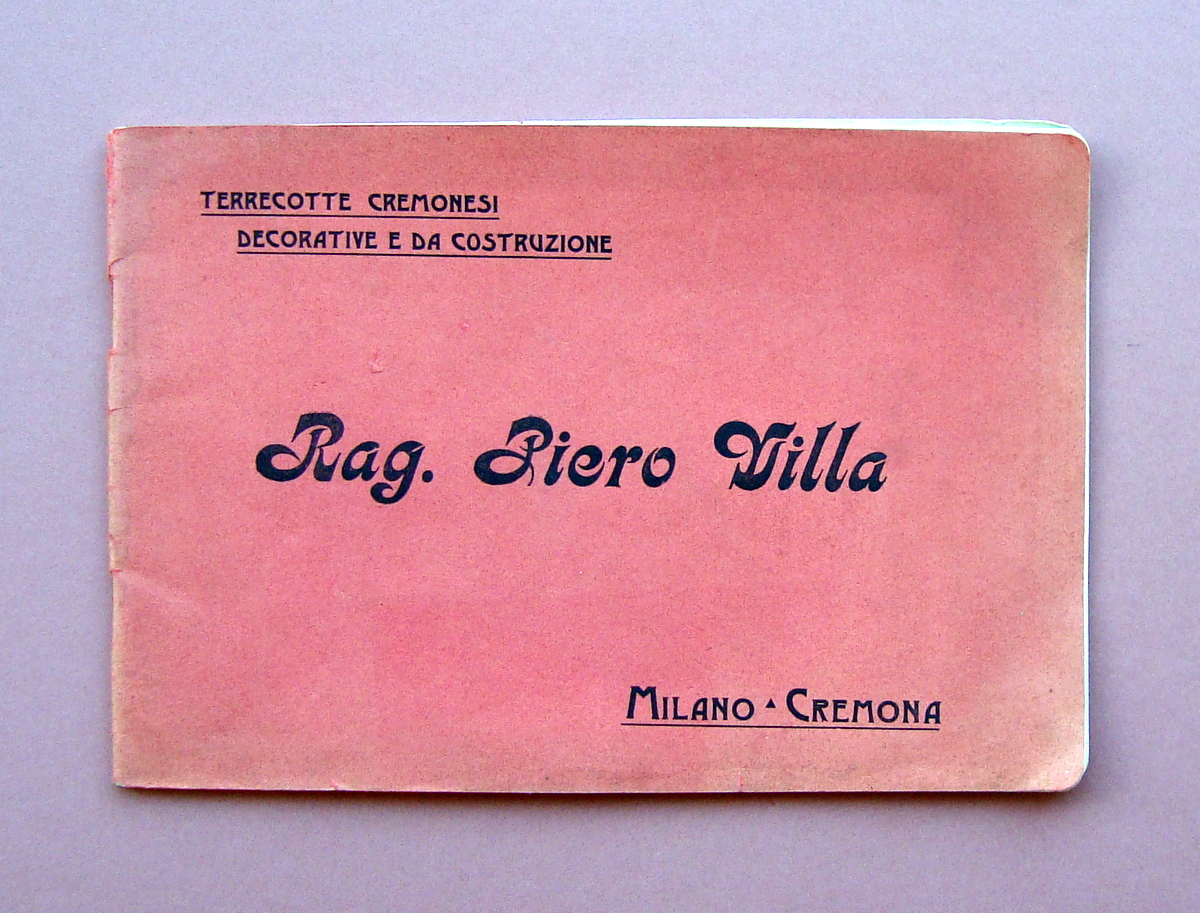 TERRECOTTE CREMONESI
DECORATIVE E DA COSTRUZIONE
Rag. Piero Villa
MILANO ▴ CREMONA